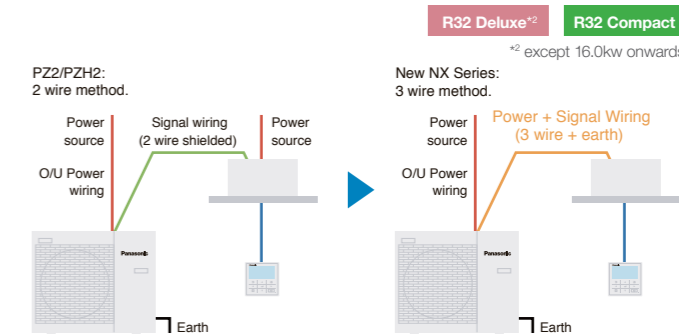 R32 Deluxe*2 R32 Compact
*2 except 16.0kw onwards
PZ2/PZH2:
2 wire method.
Power
source
Signal wiring
(2 wire shielded)
Power
source
O/U Power
wiring
Panasonic
Earth
New NX Series:
3 wire method.
Power
source
Power + Signal Wiring
(3 wire + earth)
O/U Power
wiring
Panasonic
Earth